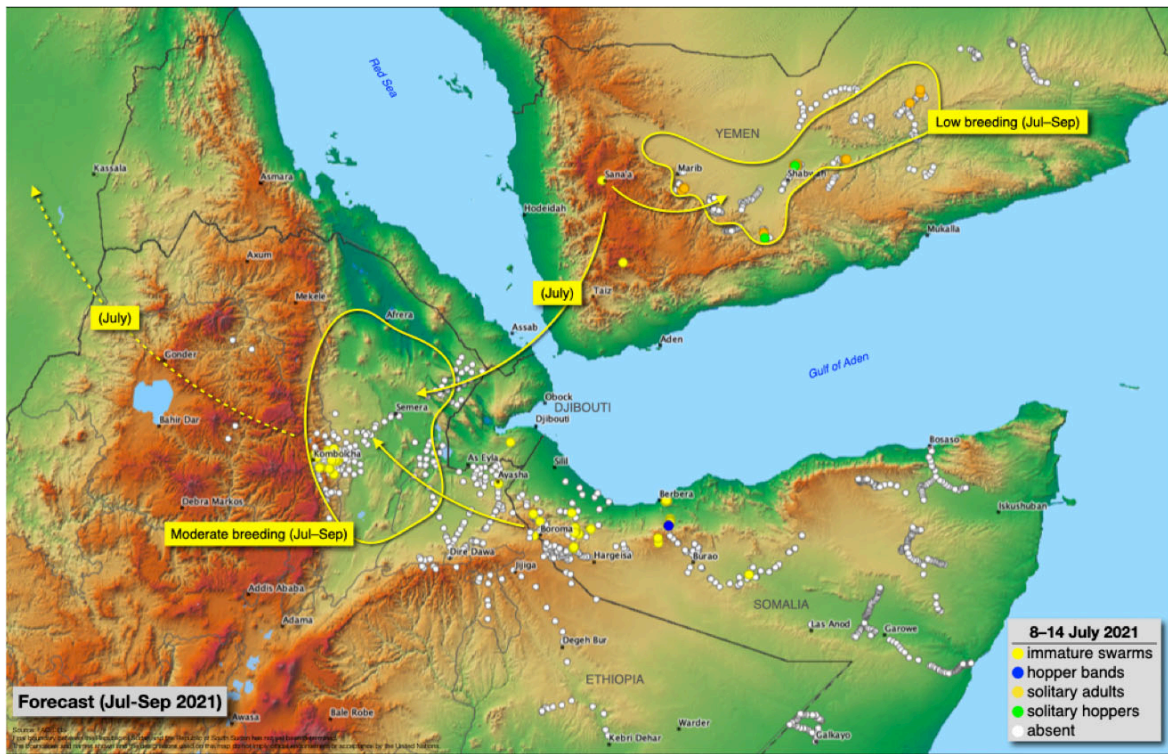 Red Sea
YEMEN
Low breeding (Jul–Sep)
Kassala
Asmara
Sana'a
Marib
Shabwah
Hodeidah
Mukalla
Axum
Mekele
(July)
Taiz
(July)
Afrera
Assab
Aden
Gonder
Gulf of Aden
Semera
Obock
DJIBOUTI
Djibouti
Bahir Dar
Kombolcha
As Eyla
Silil
Bosaso
Ayasha
Debra Markos
Berbera
Iskushuban
Moderate breeding (Jul–Sep)
Boroma
Dire Dawa
Hargeisa
Burao
Jijiga
Addis Ababa
SOMALIA
Adama
Las Anod
Garowe
Degeh Bur
8–14 July 2021
immature swarms
hopper bands
solitary adults
solitary hoppers
absent
ETHIOPIA
Forecast (Jul-Sep 2021)
Awasa
Bale Robe
Warder
Kebri Dehar
Galkayo